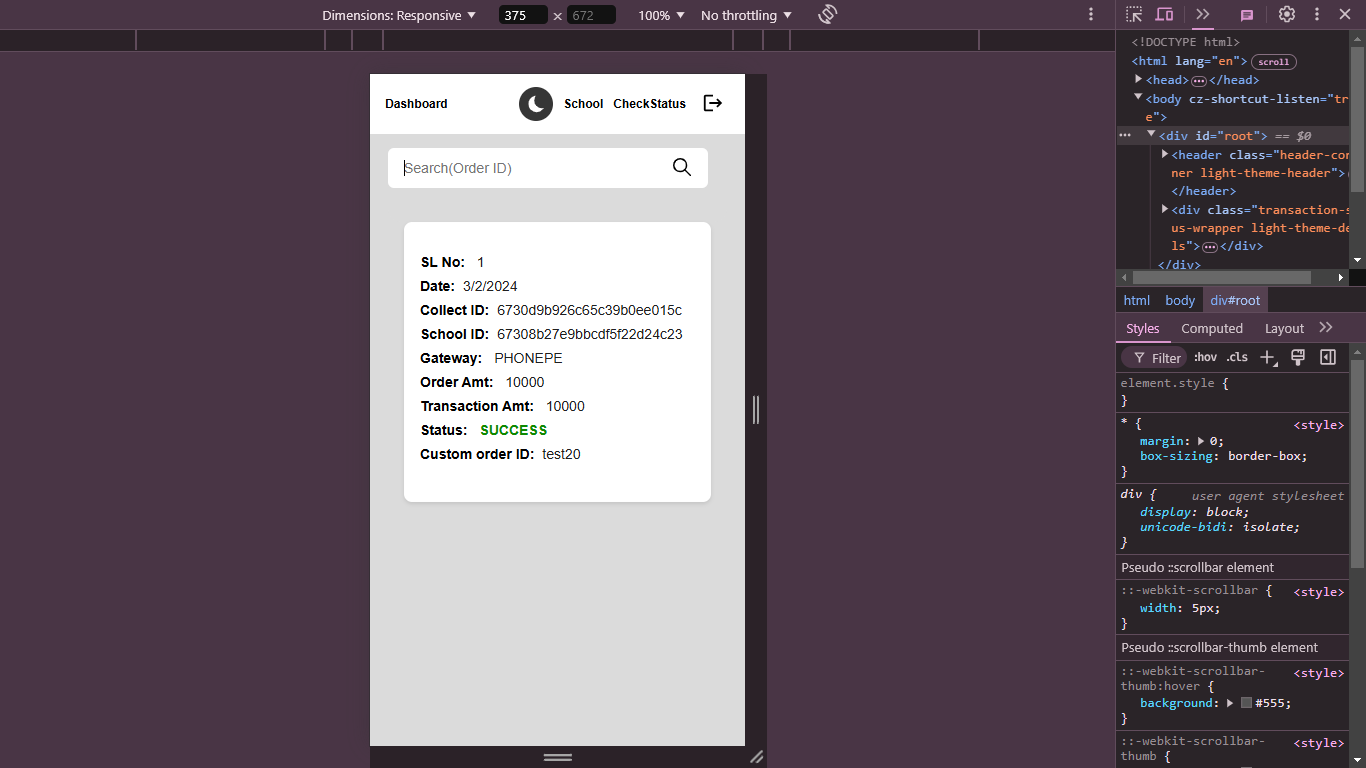 Dimensions: Responsive 375 x 672 100% No throttling
Dashboard School CheckStatus
Search(Order ID)
SL No: 1
Date: 3/2/2024
Collect ID: 6730d9b926c65c39b0ee015c
School ID: 67308b27e9bbcdf5f22d24c23
Gateway: PHONEPE
Order Amt: 10000
Transaction Amt: 10000
Status: SUCCESS
Custom order ID: test20
<!DOCTYPE html>
<html lang="en"> scroll
<head> </head>
<body cz-shortcut-listen="tr
e">
<div id="root"> == $0
<header class="header-con
ner light-theme-header">
</header>
<div class="transaction-s
us-wrapper light-theme-de
ls"> </div>
</div>
html body div#root
Styles Computed Layout
Filter :hov .cls
element.style {
}
* { <style>
margin: 0;
box-sizing: border-box;
}
div { user agent stylesheet
display: block;
unicode-bidi: isolate;
}
Pseudo ::scrollbar element
::-webkit-scrollbar { <style>
width: 5px;
}
Pseudo ::scrollbar-thumb element
::-webkit-scrollbar- <style>
thumb:hover {
background: #555;
}
::-webkit-scrollbar- <style>
thumb {